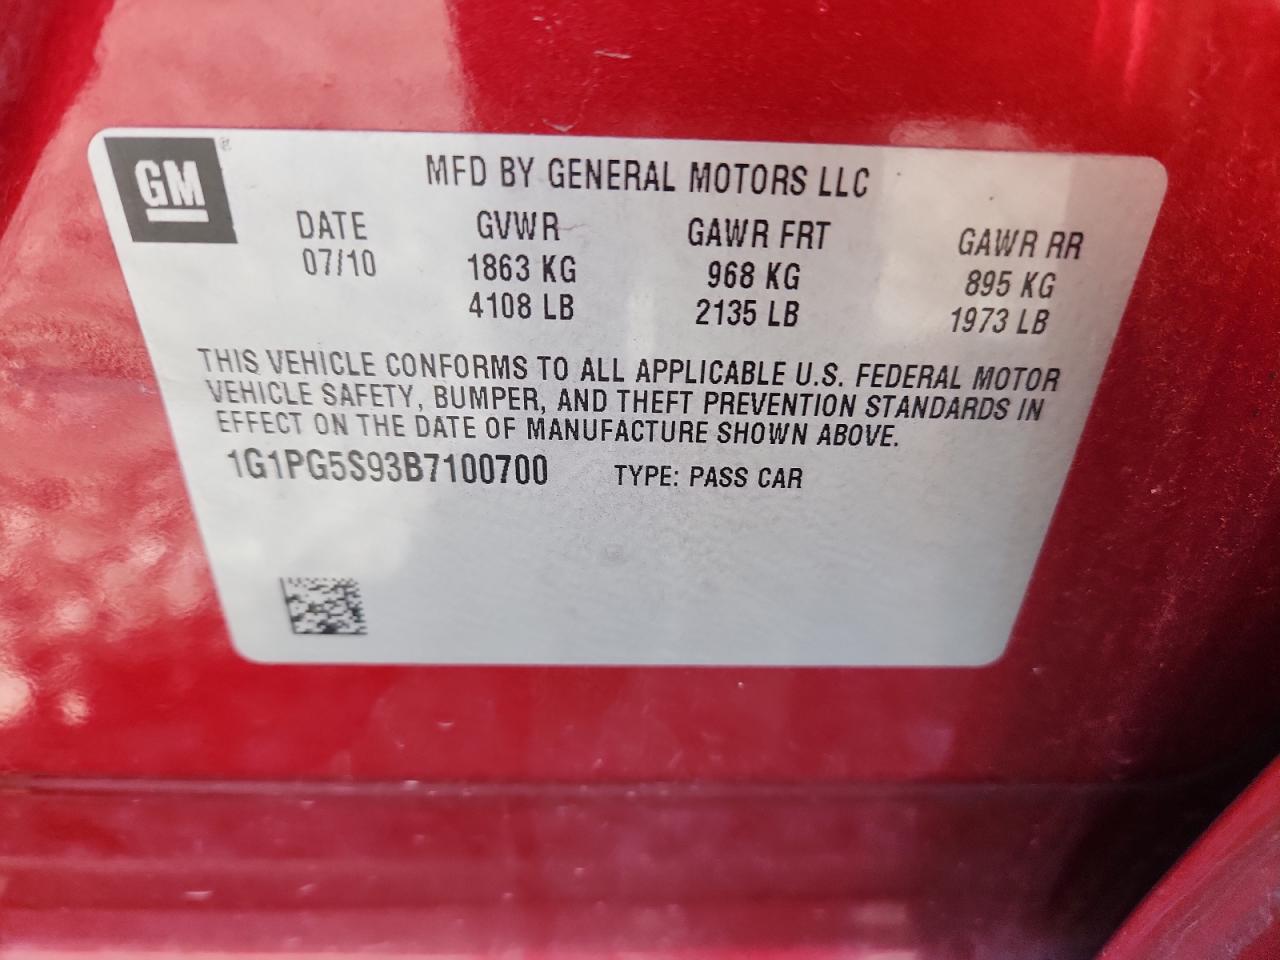 GM®
MFD BY GENERAL MOTORS LLC
DATE GVWR GAWR FRT GAWR RR
07/10 1863 KG 968 KG 895 KG
4108 LB 2135 LB 1973 LB
THIS VEHICLE CONFORMS TO ALL APPLICABLE U.S. FEDERAL MOTOR
VEHICLE SAFETY, BUMPER, AND THEFT PREVENTION STANDARDS IN
EFFECT ON THE DATE OF MANUFACTURE SHOWN ABOVE.
1G1PG5S93B7100700 TYPE: PASS CAR